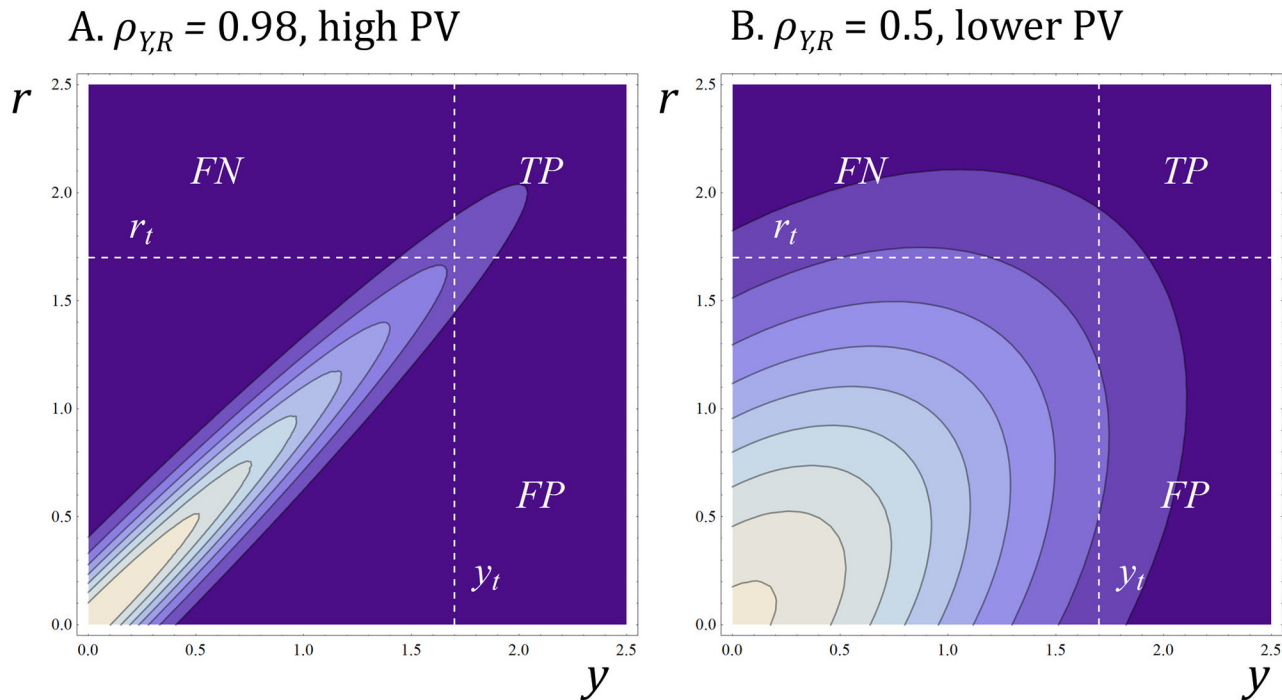 A. ρY,R = 0.98, high PV
r
2.5
2.0
1.5
1.0
0.5
0.0
FN
TP
rt
FP
yt
0.0 0.5 1.0 1.5 2.0 2.5
y
B. ρY,R = 0.5, lower PV
r
2.5
2.0
1.5
1.0
0.5
0.0
FN
TP
rt
FP
yt
0.0 0.5 1.0 1.5 2.0 2.5
y